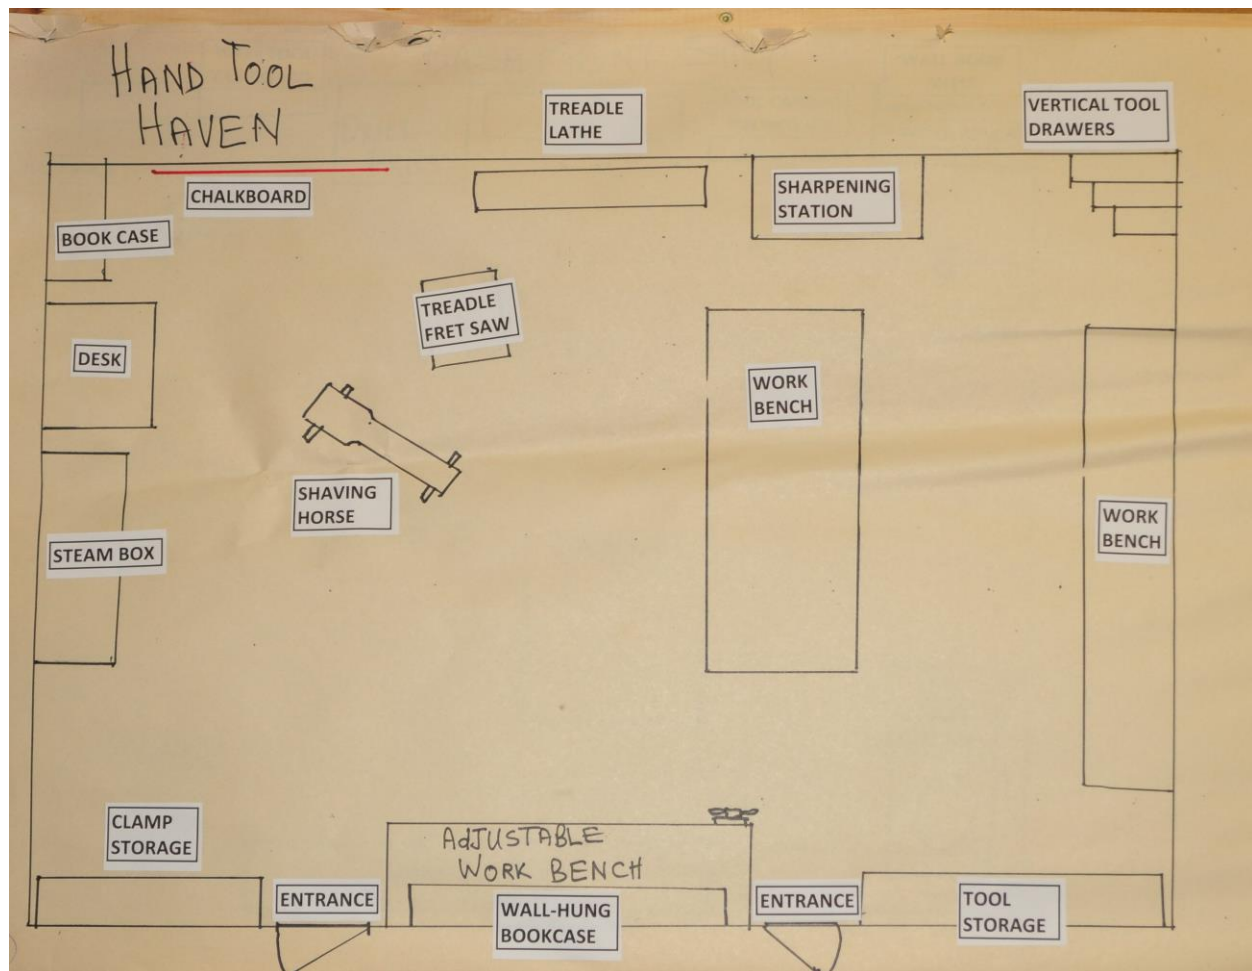 HAND TOOL
HAVEN
TREADLE
LATHE
VERTICAL TOOL
DRAWERS
CHALKBOARD
SHARPENING
STATION
BOOK CASE
TREADLE
FRET SAW
DESK
WORK
BENCH
SHAVING
HORSE
WORK
BENCH
STEAM BOX
CLAMP
STORAGE
AdJUSTABLE
WORK BENCH
ENTRANCE
WALL-HUNG
BOOKCASE
ENTRANCE
TOOL
STORAGE